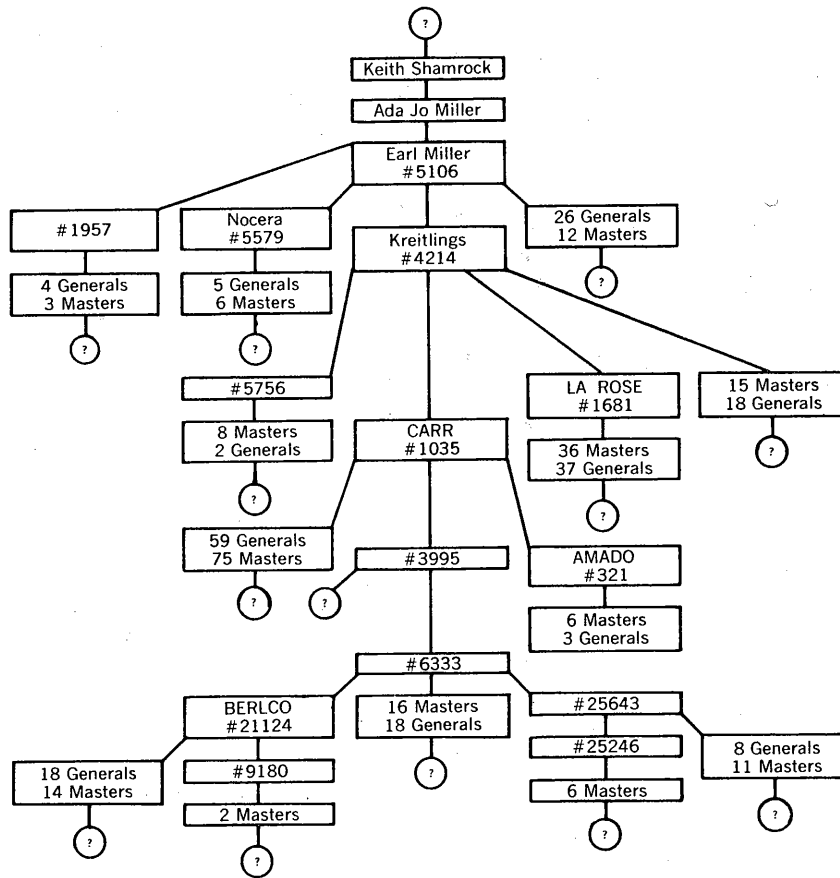 ?
Keith Shamrock
Ada Jo Miller
Earl Miller
#5106
#1957
Nocera
#5579
26 Generals
12 Masters
Kreitlings
#4214
4 Generals
3 Masters
5 Generals
6 Masters
?
?
?
#5756
LA ROSE
#1681
15 Masters
18 Generals
8 Masters
2 Generals
CARR
#1035
36 Masters
37 Generals
?
?
?
59 Generals
75 Masters
#3995
AMADO
#321
?
?
6 Masters
3 Generals
#6333
BERLCO
#21124
16 Masters
18 Generals
#25643
18 Generals
14 Masters
#9180
?
#25246
8 Generals
11 Masters
2 Masters
6 Masters
?
?
?
?